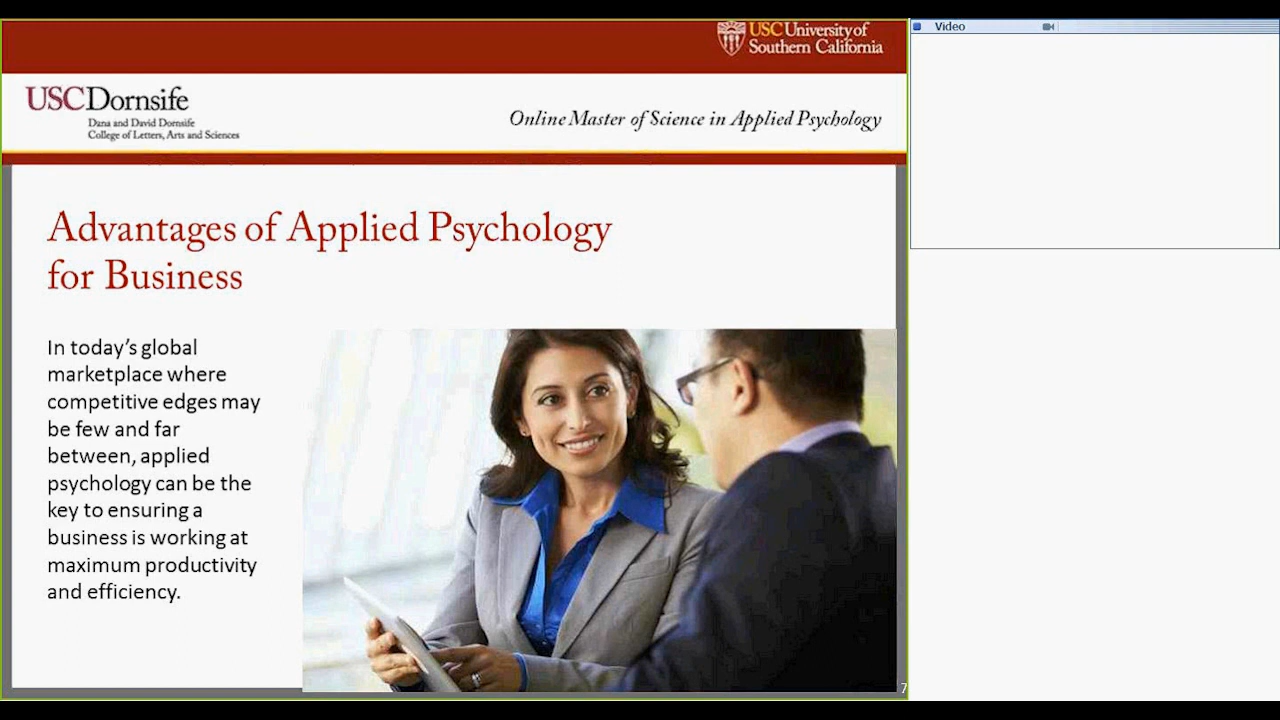 USC University of
Southern California
Video
USC Dornsife
Dana and David Dornsife
College of Letters, Arts and Sciences
Online Master of Science in Applied Psychology
Advantages of Applied Psychology
for Business
In today's global
marketplace where
competitive edges may
be few and far
between, applied
psychology can be the
key to ensuring a
business is working at
maximum productivity
and efficiency.
7